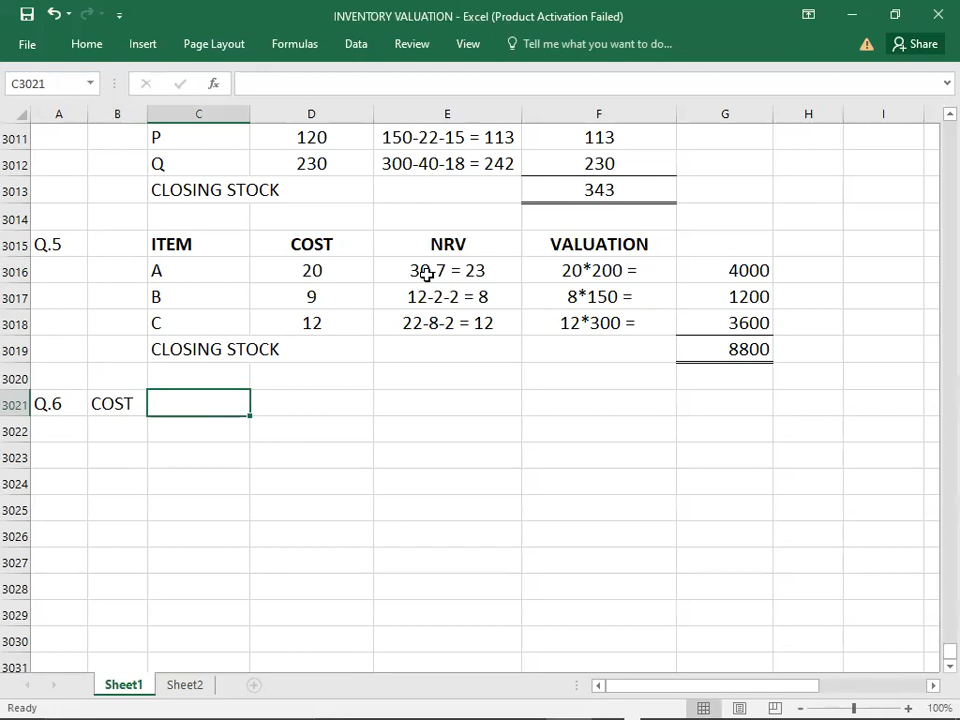 INVENTORY VALUATION - Excel (Product Activation Failed)
File Home Insert Page Layout Formulas Data Review View Tell me what you want to do... Share
C3021 fx
A B C D E F G H I
3011 P 120 150-22-15 = 113 113
3012 Q 230 300-40-18 = 242 230
3013 CLOSING STOCK 343
3014
3015 Q.5 ITEM COST NRV VALUATION
3016 A 20 30-7 = 23 20*200 = 4000
3017 B 9 12-2-2 = 8 8*150 = 1200
3018 C 12 22-8-2 = 12 12*300 = 3600
3019 CLOSING STOCK 8800
3020
3021 Q.6 COST
3022
3023
3024
3025
3026
3027
3028
3029
3030
3031
Sheet1 Sheet2
Ready 100%